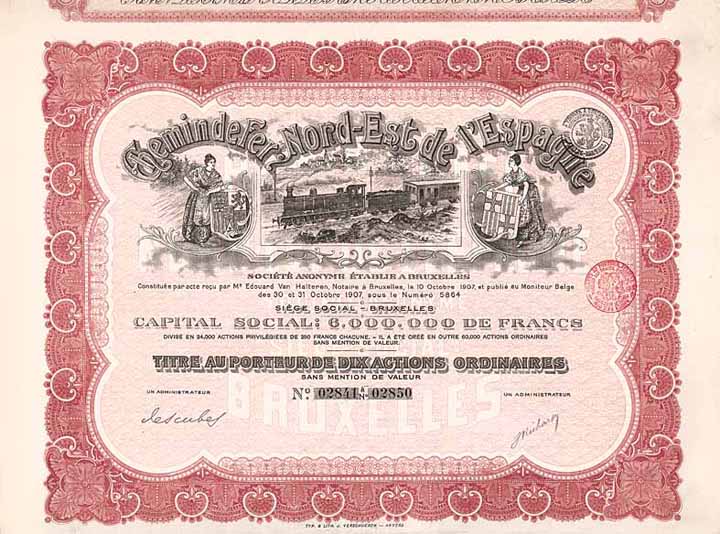 Chemin de Fer Nord-Est de l'Espagne
SOCIÉTÉ ANONYME ÉTABLIE A BRUXELLES
Constituée par acte reçu par Me Edouard Van Halteren, Notaire à Bruxelles, le 10 Octobre 1907, et publié au Moniteur Belge
des 30 et 31 Octobre 1907, sous le Numéro 5864
SIÈGE SOCIAL - BRUXELLES
CAPITAL SOCIAL: 6.000.000 DE FRANCS
DIVISÉ EN 24.000 ACTIONS PRIVILÉGIÉES DE 250 FRANCS CHACUNE. - IL A ÉTÉ CRÉÉ EN OUTRE 60.000 ACTIONS ORDINAIRES
SANS MENTION DE VALEUR.
TITRE AU PORTEUR DE DIX ACTIONS ORDINAIRES
SANS MENTION DE VALEUR
UN ADMINISTRATEUR
No 02841 à 02850
UN ADMINISTRATEUR
BRUXELLES
TYP. & LITH. J. VERSCHUEREN - ANVERS